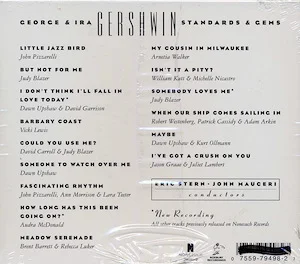 GEORGE & IRA GERSHWIN STANDARDS & GEMS
LITTLE JAZZ BIRD
John Pizzarelli
BUT NOT FOR ME
Judy Blazer
I DON'T THINK I'LL FALL IN
LOVE TODAY*
Dawn Upshaw & David Garrison
BARBARY COAST
Vicki Lewis
COULD YOU USE ME?
David Carroll & Judy Blazer
SOMEONE TO WATCH OVER ME
Dawn Upshaw
FASCINATING RHYTHM
John Pizzarelli, Ann Morrison & Lara Teeter
HOW LONG HAS THIS BEEN
GOING ON?*
Audra McDonald
MEADOW SERENADE
Brent Barrett & Rebecca Luker
MY COUSIN IN MILWAUKEE
Arnetia Walker
ISN'T IT A PITY?
William Katt & Michelle Nicastro
SOMEBODY LOVES ME*
Judy Blazer
WHEN OUR SHIP COMES SAILING IN
Robert Westenberg, Patrick Cassidy & Adam Arkin
MAYBE
Dawn Upshaw & Kurt Ollmann
I'VE GOT A CRUSH ON YOU
Jason Graae & Juliet Lambert
ERIC STERN • JOHN MAUCERI
conductors
*New Recording
All other tracks previously released on Nonesuch Records
7559-79498-2